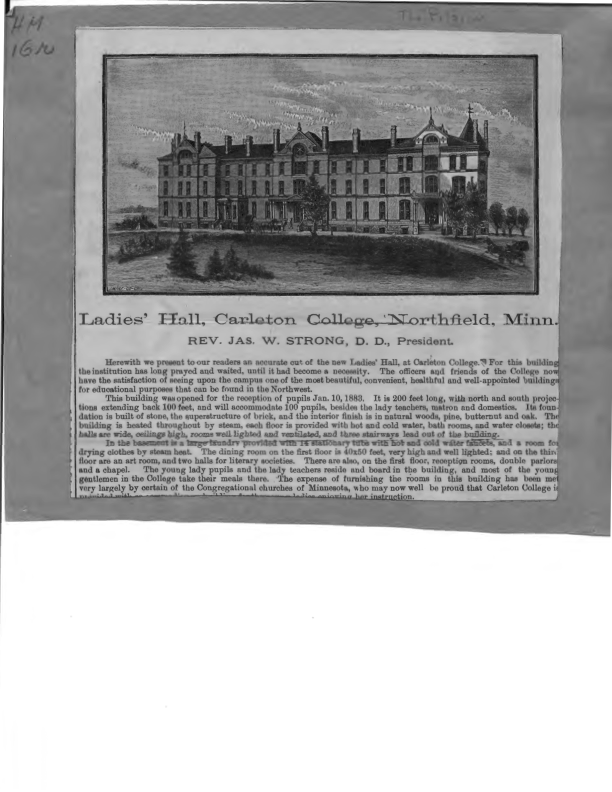 HM
Ladies' Hall, Carleton College, Northfield, Minn.
REV. JAS. W. STRONG, D. D., President.
Herewith we present to our readers an accurate cut of the new Ladies' Hall, at Carleton College. For this building
the institution has long prayed and waited, until it had become a necessity. The officers and friends of the College now
have the satisfaction of seeing upon the campus one of the most beautiful, convenient, healthful and well-appointed buildings
for educational purposes that can be found in the Northwest.
This building was opened for the reception of pupils Jan. 10, 1883. It is 200 feet long, with north and south projec-
tions extending back 100 feet, and will accommodate 100 pupils, besides the lady teachers, matron and domestics. Its foun-
dation is built of stone, the superstructure of brick, and the interior finish is in natural woods, pine, butternut and oak. The
building is heated throughout by steam, each floor is provided with hot and cold water, bath rooms, and water closets; the
halls are wide, ceilings high, rooms well lighted and ventilated, and three stairways lead out of the building.
In the basement is a large laundry provided with 14 stationary tubs with hot and cold water faucets, and a room for
drying clothes by steam heat. The dining room on the first floor is 40x50 feet, very high and well lighted; and on the thir
floor are an art room, and two halls for literary societies. There are also, on the first floor, reception rooms, double parlors
and a chapel. The young lady pupils and the lady teachers reside and board in the building, and most of the young
gentlemen in the College take their meals there. The expense of furnishing the rooms in this building has been met
very largely by certain of the Congregational churches of Minnesota, who may now well be proud that Carleton College is
ladies enjoying her instruction.